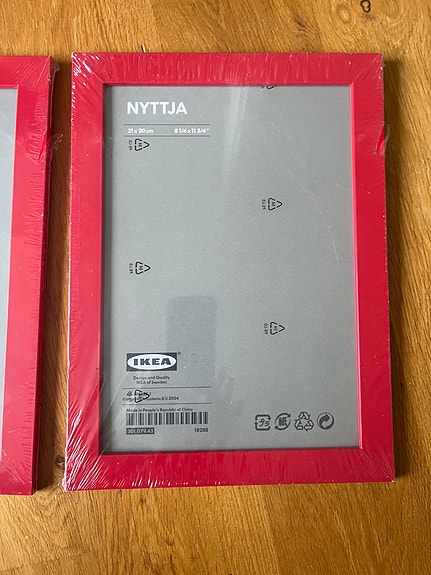 NYTTJA
21 x 30 cm 8 1/4 x 11 3/4"
IKEA
Design and Quality
IKEA of Sweden
Made in People's Republic of China
301.079.43 18288